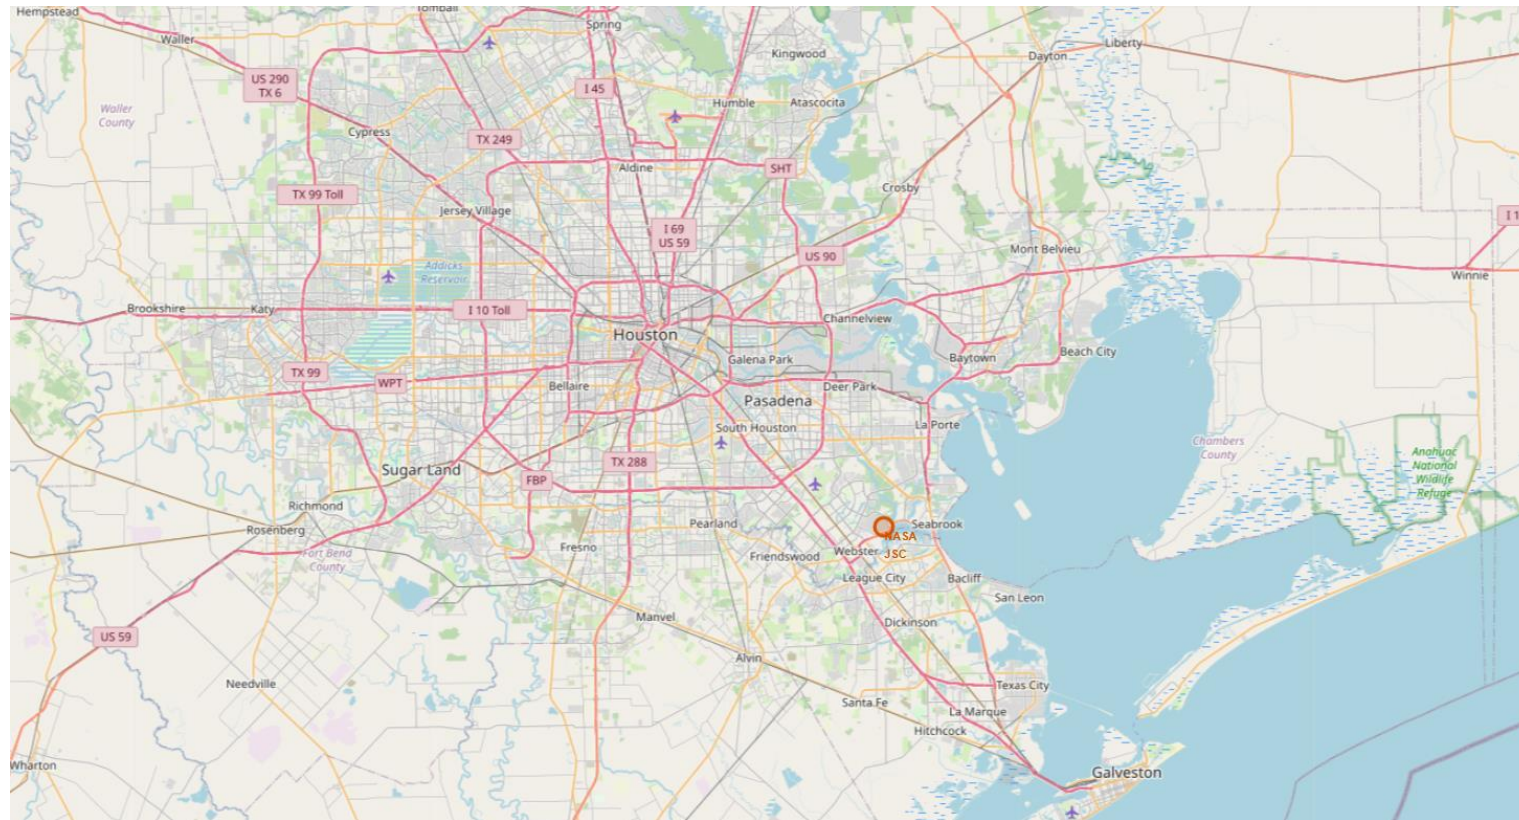 Hempstead
Tomball
Waller
Spring
Kingwood
Liberty
Dayton
US 290
TX 6
I 45
Waller
County
Humble
Atascocita
Cypress
TX 249
Aldine
SHT
TX 99 Toll
Crosby
Jersey Village
I 69
US 59
I 1
Mont Belvieu
US 90
Addicks
Reservoir
Winnie
Brookshire
Katy
I 10 Toll
Channelview
Houston
Beach City
Galena Park
Baytown
TX 99
WPT
Bellaire
Deer Park
Pasadena
South Houston
La Porte
Chambers
County
Anahuac
National
Wildlife
Refuge
TX 288
Sugar Land
FBP
Richmond
Rosenberg
Pearland
Seabrook
NASA
JSC
Fresno
Fort Bend
County
Friendswood
Webster
League City
Bacliff
San Leon
Manvel
Dickinson
US 59
Alvin
Needville
Texas City
Santa Fe
La Marque
Hitchcock
Wharton
Galveston